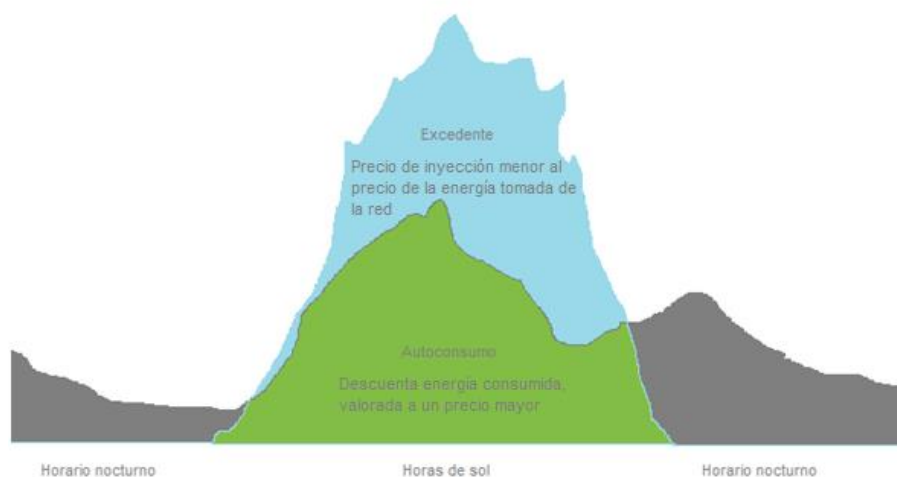 Excedente
Precio de inyección menor al
precio de la energía tomada de
la red
Autoconsumo
Descuenta energía consumida,
valorada a un precio mayor
Horario nocturno
Horas de sol
Horario nocturno